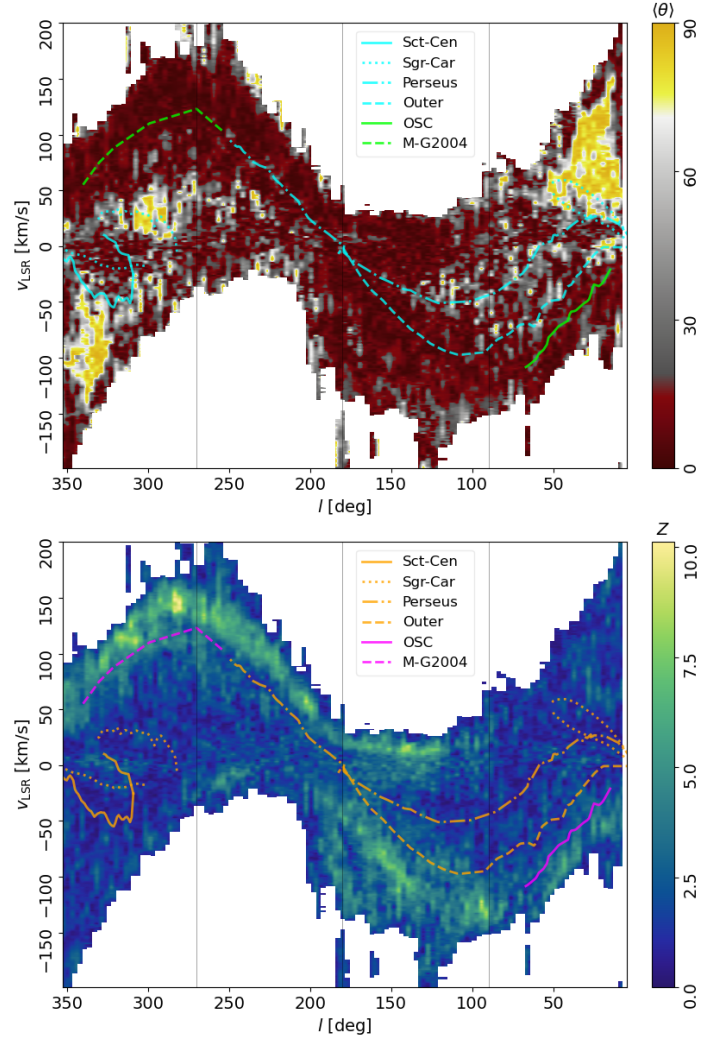 ⟨θ⟩
200
150
100
50
0
−50
−100
−150
v_LSR [km/s]
350
300
250
200
150
100
50
l [deg]
Sct-Cen
Sgr-Car
Perseus
Outer
OSC
M-G2004
90
60
30
0
Z
200
150
100
50
0
−50
−100
−150
v_LSR [km/s]
350
300
250
200
150
100
50
l [deg]
Sct-Cen
Sgr-Car
Perseus
Outer
OSC
M-G2004
10.0
7.5
5.0
2.5
0.0